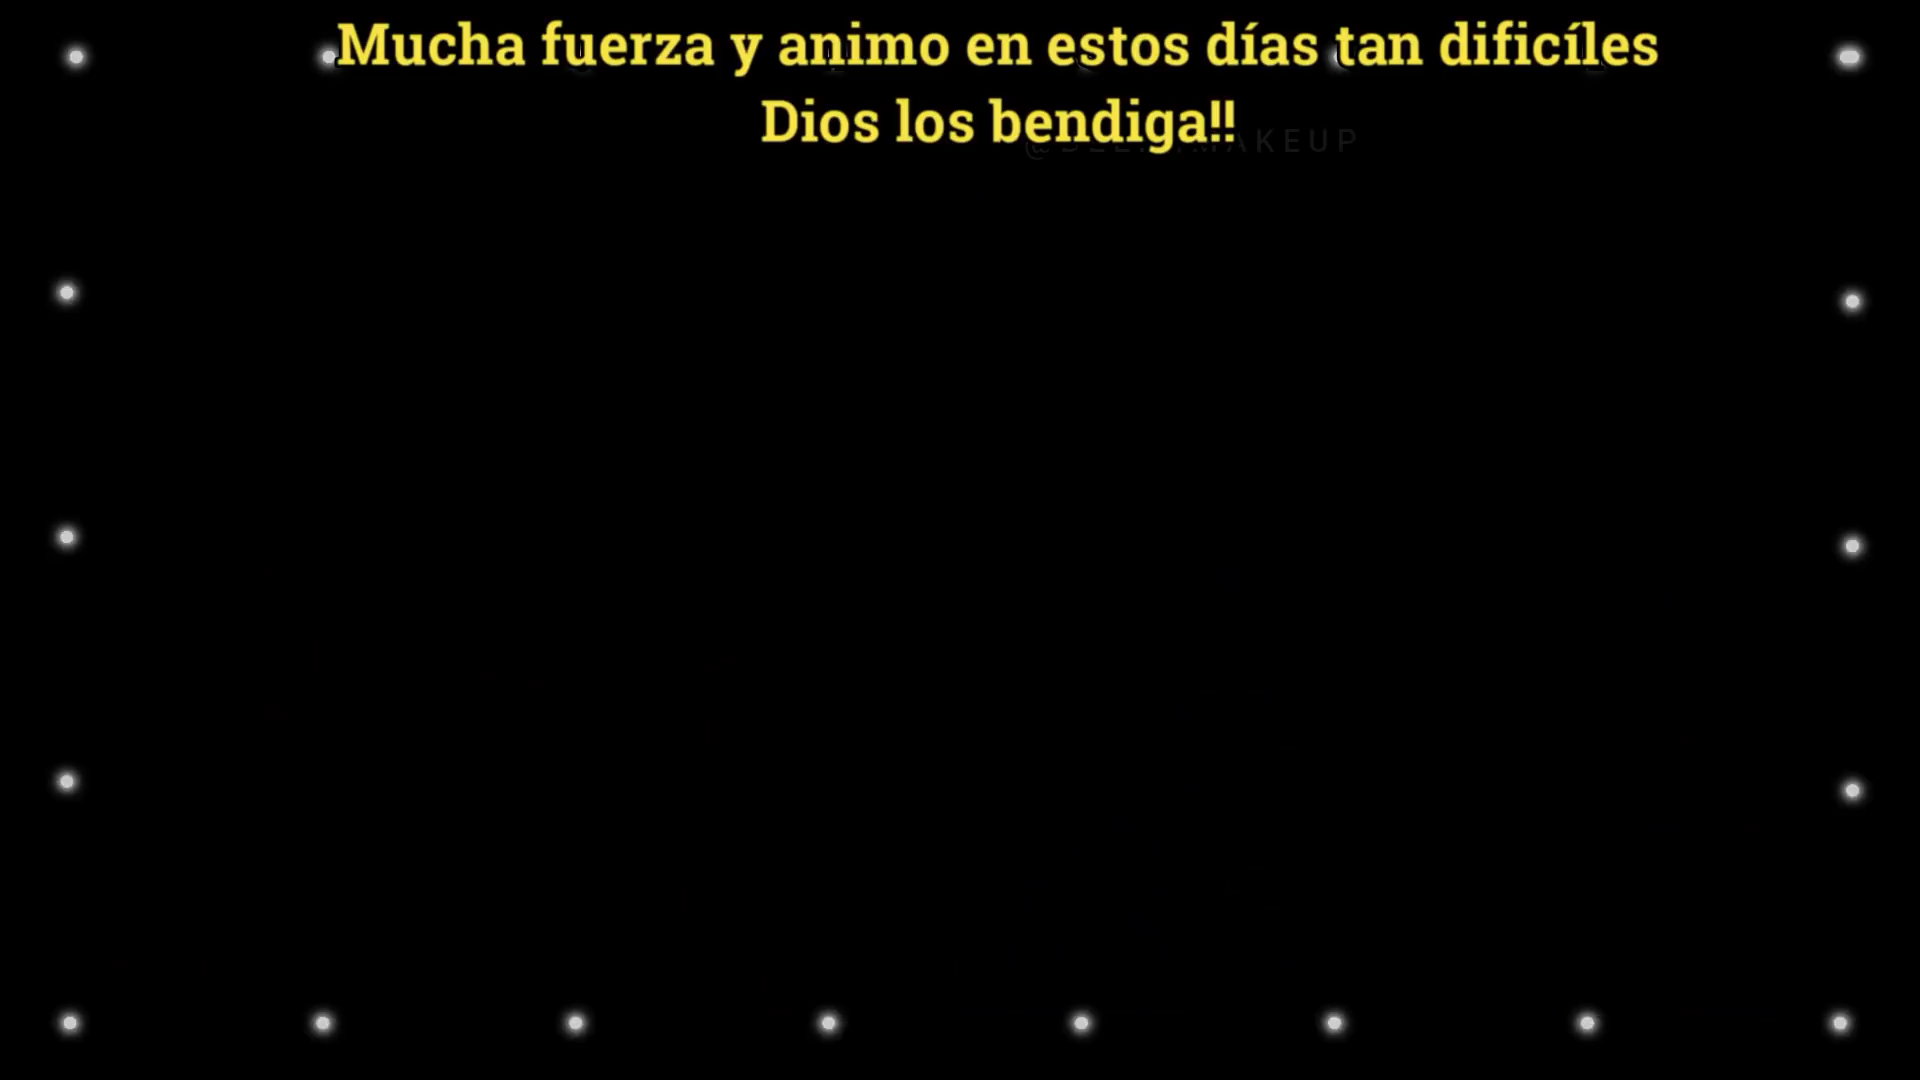 Mucha fuerza y animo en estos días tan dificíles
Dios los bendiga!!